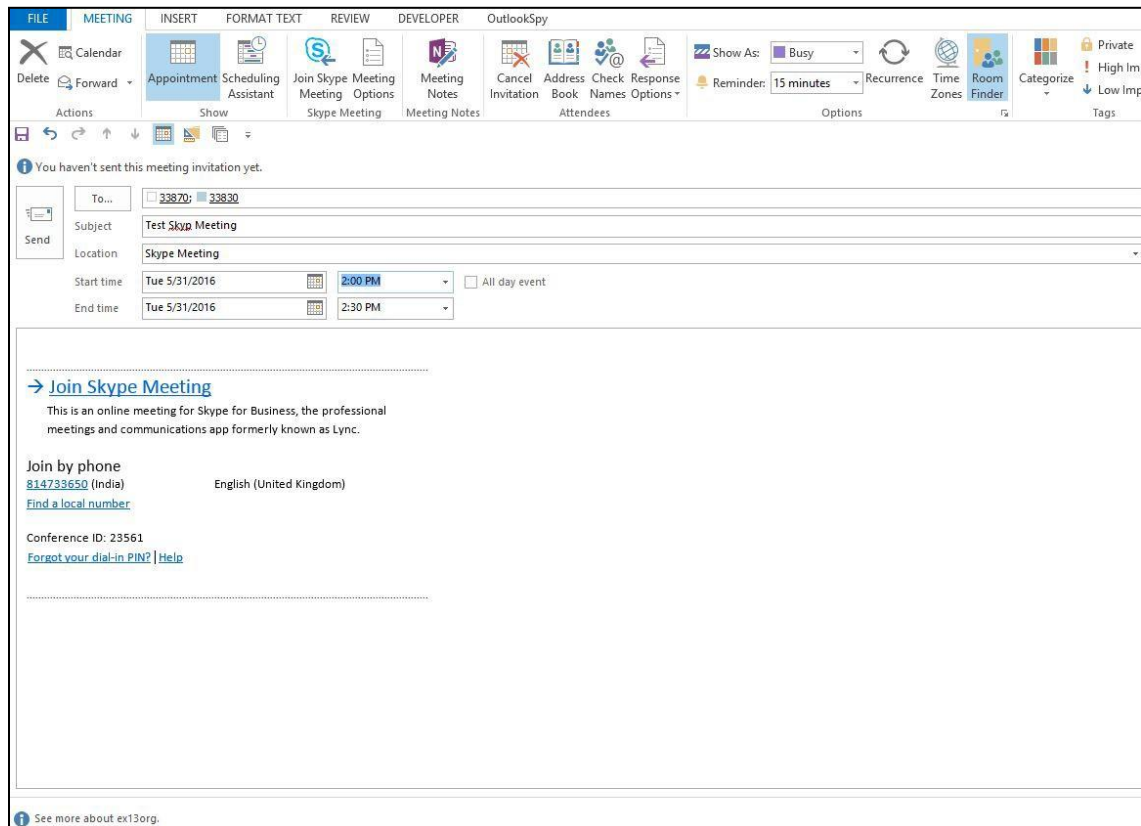 FILE MEETING INSERT FORMAT TEXT REVIEW DEVELOPER OutlookSpy
Delete
Calendar
Forward
Actions
Appointment
Scheduling Assistant
Show
Join Skype Meeting
Meeting Options
Skype Meeting
Meeting Notes
Meeting Notes
Cancel Invitation
Address Book
Check Names
Response Options
Attendees
Show As: Busy
Reminder: 15 minutes
Recurrence
Time Zones
Room Finder
Options
Categorize
Private
High Im
Low Imp
Tags
You haven't sent this meeting invitation yet.
Send
To... 33870; 33830
Subject Test Skyp Meeting
Location Skype Meeting
Start time Tue 5/31/2016 2:00 PM All day event
End time Tue 5/31/2016 2:30 PM
→ Join Skype Meeting
This is an online meeting for Skype for Business, the professional
meetings and communications app formerly known as Lync.
Join by phone
814733650 (India) English (United Kingdom)
Find a local number
Conference ID: 23561
Forgot your dial-in PIN? | Help
See more about ex13org.